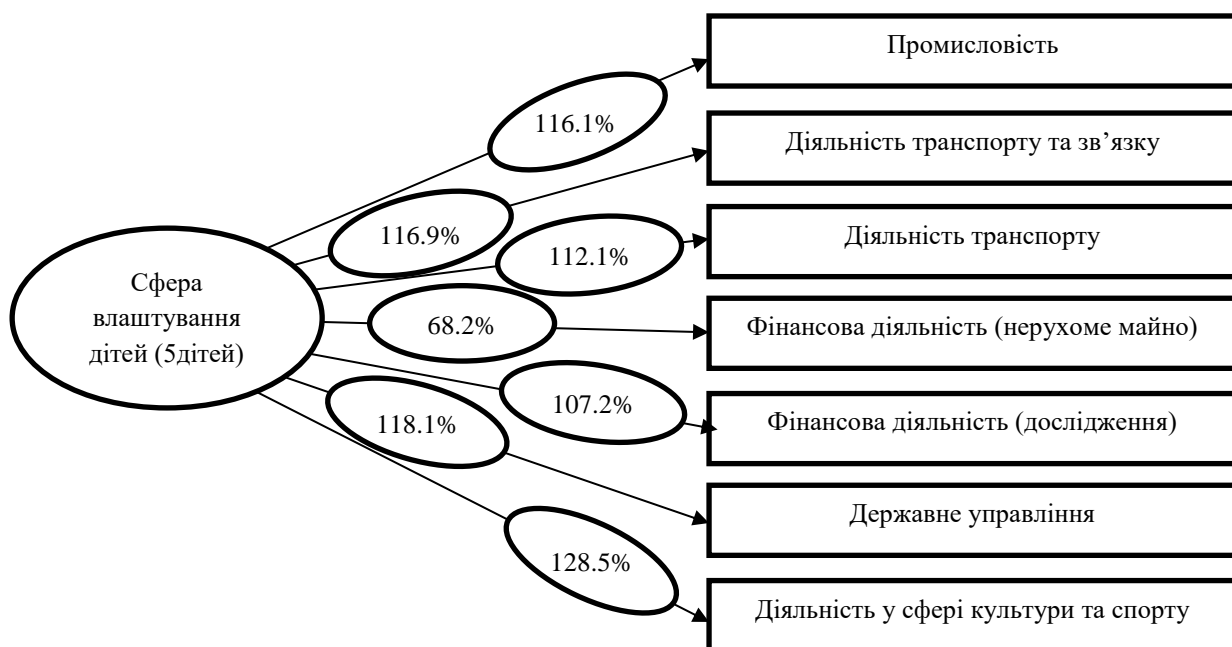 Промисловість
116.1%
Діяльність транспорту та зв’язку
116.9%
Діяльність транспорту
112.1%
Сфера
влаштування
дітей (5дітей)
68.2%
Фінансова діяльність (нерухоме майно)
107.2%
Фінансова діяльність (дослідження)
118.1%
Державне управління
128.5%
Діяльність у сфері культури та спорту